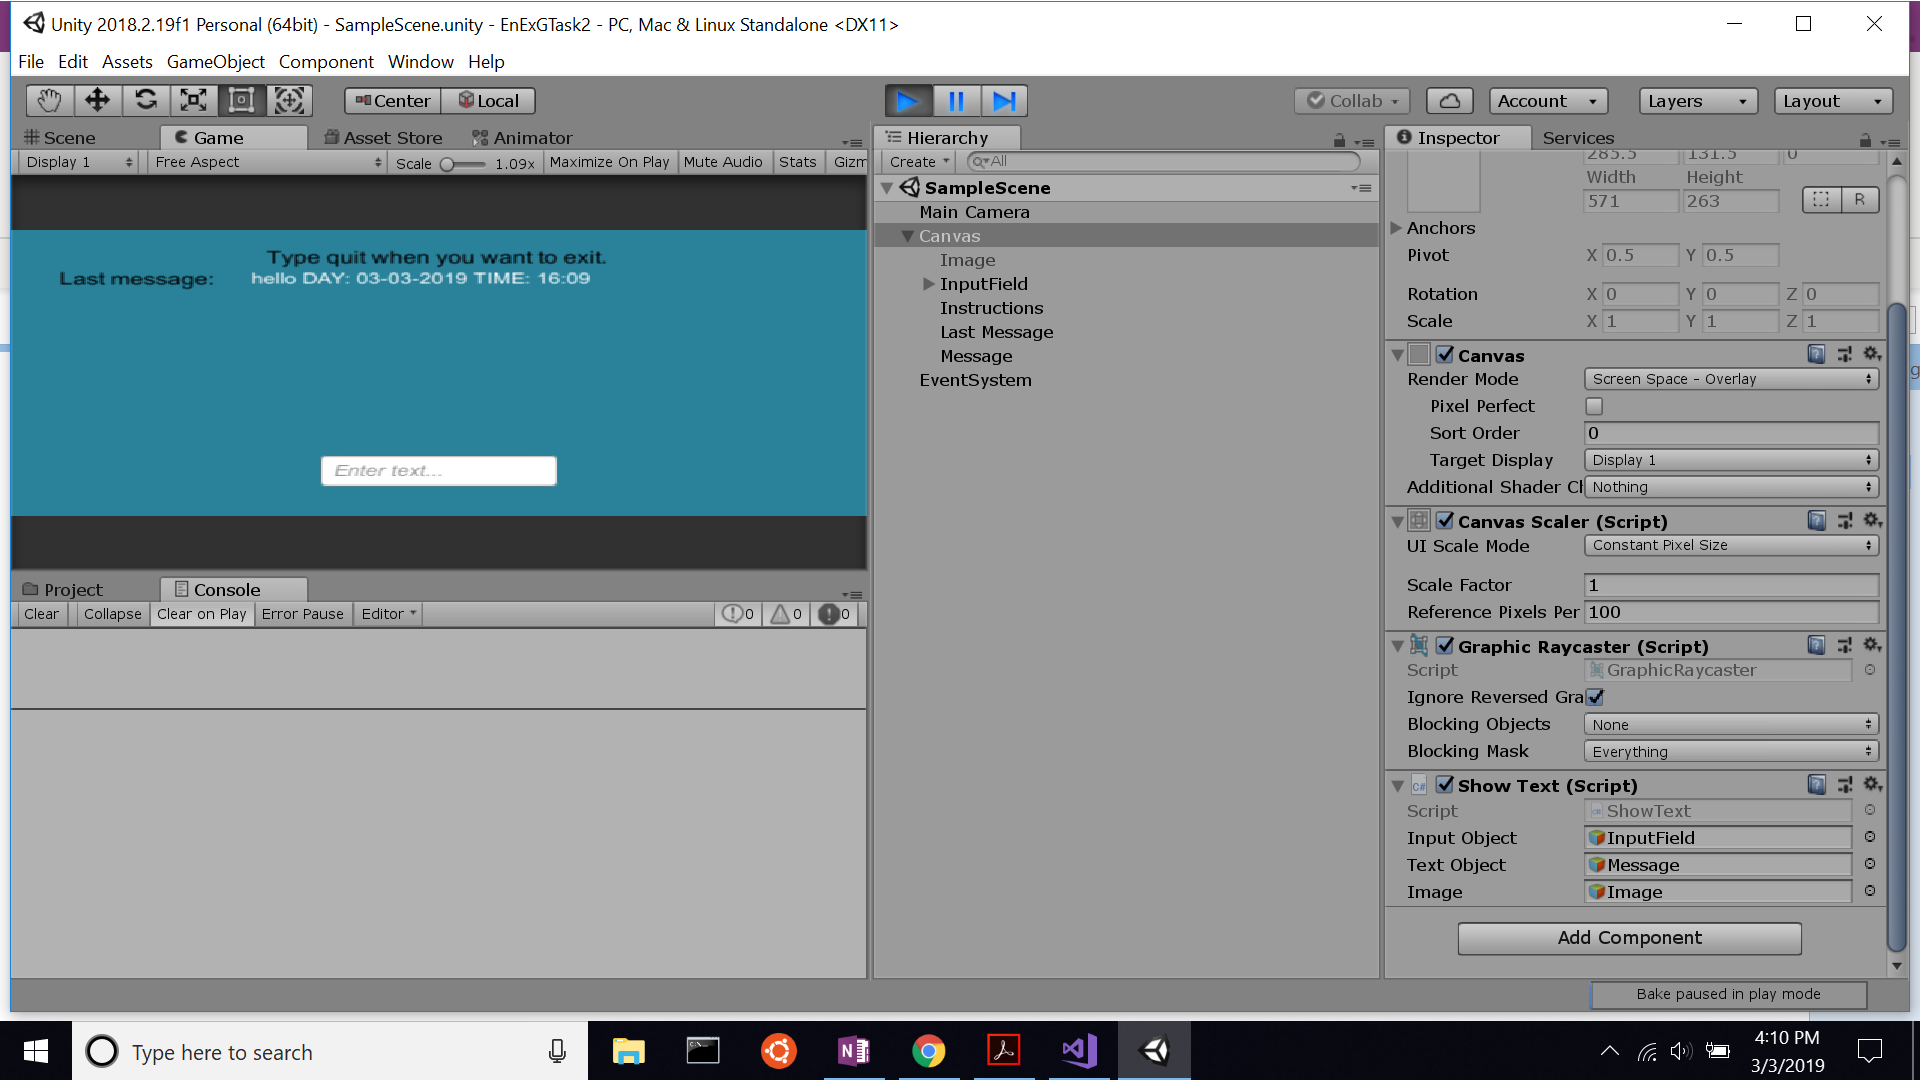 Unity 2018.2.19f1 Personal (64bit) - SampleScene.unity - EnExGTask2 - PC, Mac & Linux Standalone <DX11>
File Edit Assets GameObject Component Window Help
Center Local Collab Account Layers Layout
Scene Game Asset Store Animator
Display 1 Free Aspect Scale 1.09x Maximize On Play Mute Audio Stats Gizm
Type quit when you want to exit.
Last message: hello DAY: 03-03-2019 TIME: 16:09
Enter text...
Project Console
Clear Collapse Clear on Play Error Pause Editor 0 0 0
Hierarchy
Create All
SampleScene
Main Camera
Canvas
Image
InputField
Instructions
Last Message
Message
EventSystem
Inspector Services
285.5 131.5 0
Width Height
571 263 R
Anchors
Pivot X 0.5 Y 0.5
Rotation X 0 Y 0 Z 0
Scale X 1 Y 1 Z 1
Canvas
Render Mode Screen Space - Overlay
Pixel Perfect
Sort Order 0
Target Display Display 1
Additional Shader Ch Nothing
Canvas Scaler (Script)
UI Scale Mode Constant Pixel Size
Scale Factor 1
Reference Pixels Per 100
Graphic Raycaster (Script)
Script GraphicRaycaster
Ignore Reversed Gra
Blocking Objects None
Blocking Mask Everything
Show Text (Script)
Script ShowText
Input Object InputField
Text Object Message
Image Image
Add Component
Bake paused in play mode
Type here to search
4:10 PM
3/3/2019